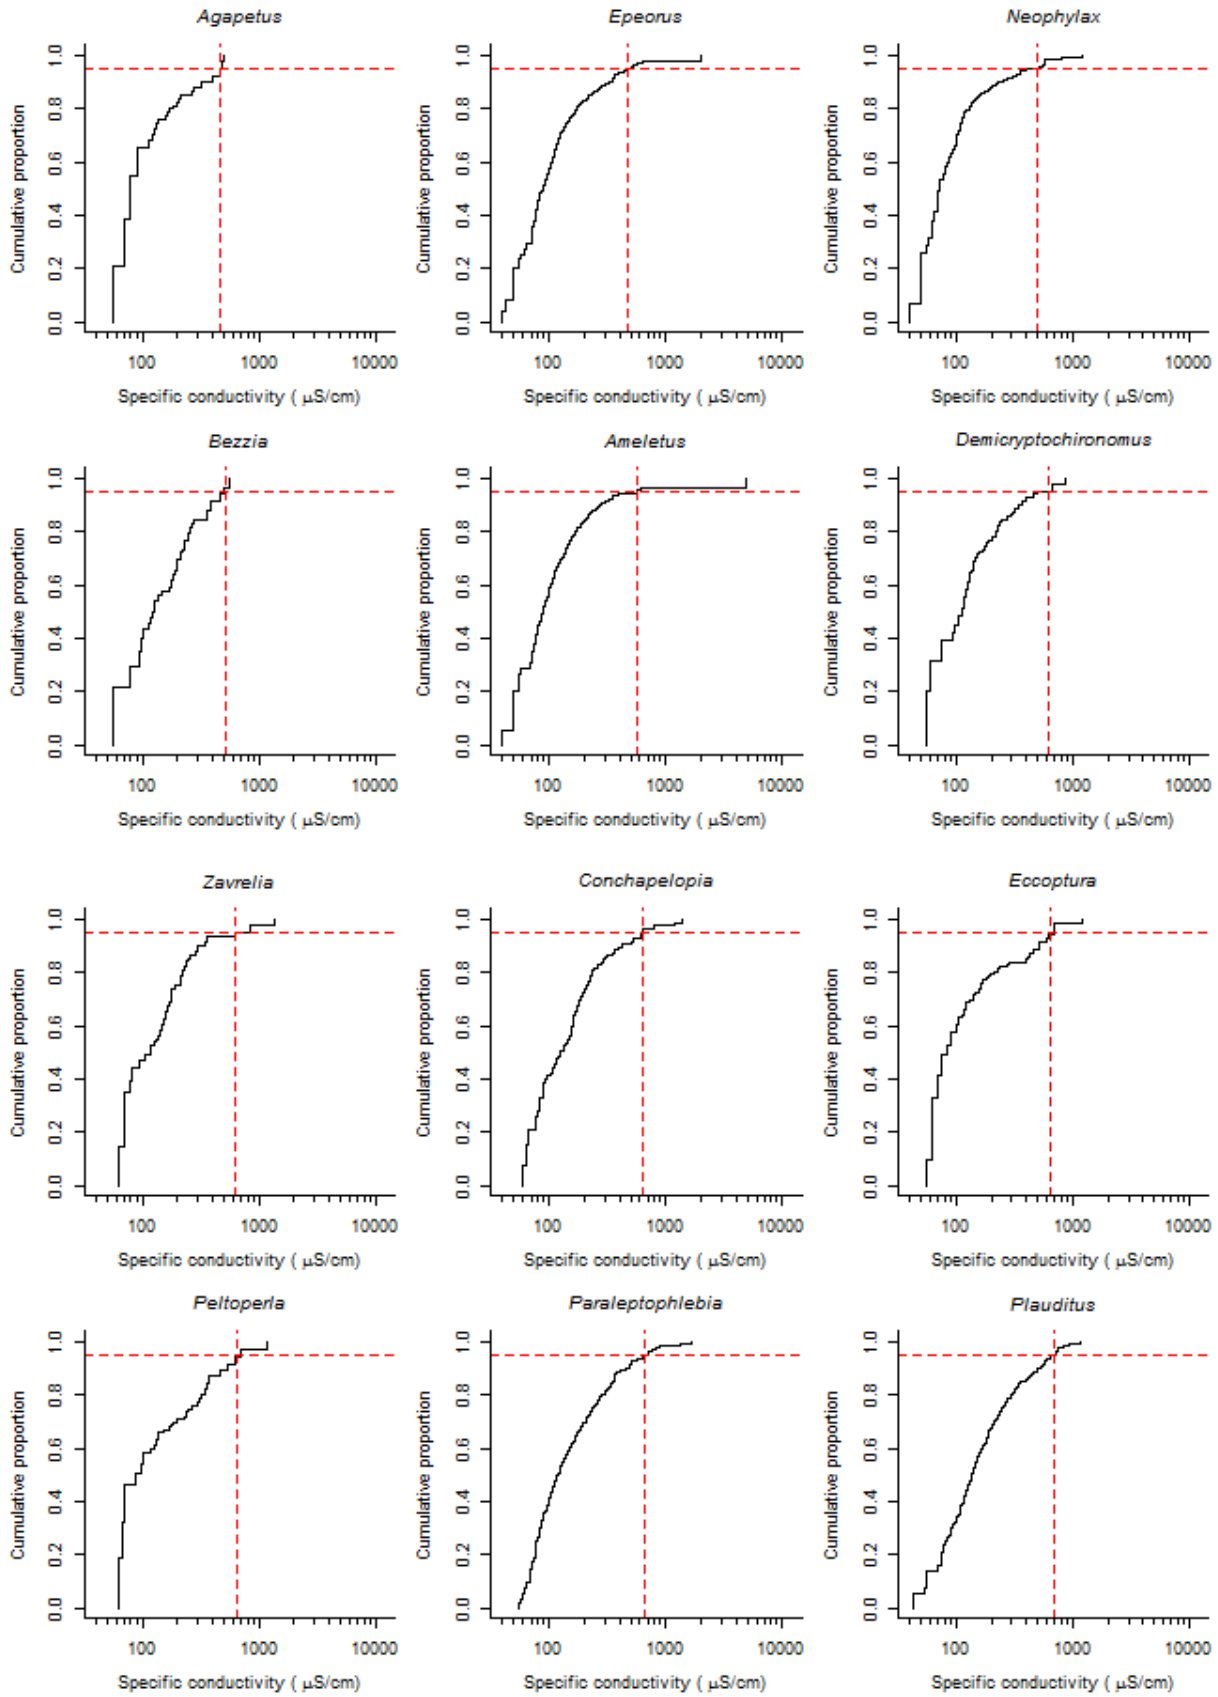 Agapetus
Epeorus
Neophylax
Cumulative proportion
0.0 0.2 0.4 0.6 0.8 1.0
100 1000 10000
Specific conductivity ( μS/cm)
Cumulative proportion
0.0 0.2 0.4 0.6 0.8 1.0
100 1000 10000
Specific conductivity ( μS/cm)
Cumulative proportion
0.0 0.2 0.4 0.6 0.8 1.0
100 1000 10000
Specific conductivity ( μS/cm)
Bezzia
Ameletus
Demicryptochironomus
Cumulative proportion
0.0 0.2 0.4 0.6 0.8 1.0
100 1000 10000
Specific conductivity ( μS/cm)
Cumulative proportion
0.0 0.2 0.4 0.6 0.8 1.0
100 1000 10000
Specific conductivity ( μS/cm)
Cumulative proportion
0.0 0.2 0.4 0.6 0.8 1.0
100 1000 10000
Specific conductivity ( μS/cm)
Zavrelia
Conchapelopia
Eccoptura
Cumulative proportion
0.0 0.2 0.4 0.6 0.8 1.0
100 1000 10000
Specific conductivity ( μS/cm)
Cumulative proportion
0.0 0.2 0.4 0.6 0.8 1.0
100 1000 10000
Specific conductivity ( μS/cm)
Cumulative proportion
0.0 0.2 0.4 0.6 0.8 1.0
100 1000 10000
Specific conductivity ( μS/cm)
Peltoperla
Paraleptophlebia
Plauditus
Cumulative proportion
0.0 0.2 0.4 0.6 0.8 1.0
100 1000 10000
Specific conductivity ( μS/cm)
Cumulative proportion
0.0 0.2 0.4 0.6 0.8 1.0
100 1000 10000
Specific conductivity ( μS/cm)
Cumulative proportion
0.0 0.2 0.4 0.6 0.8 1.0
100 1000 10000
Specific conductivity ( μS/cm)